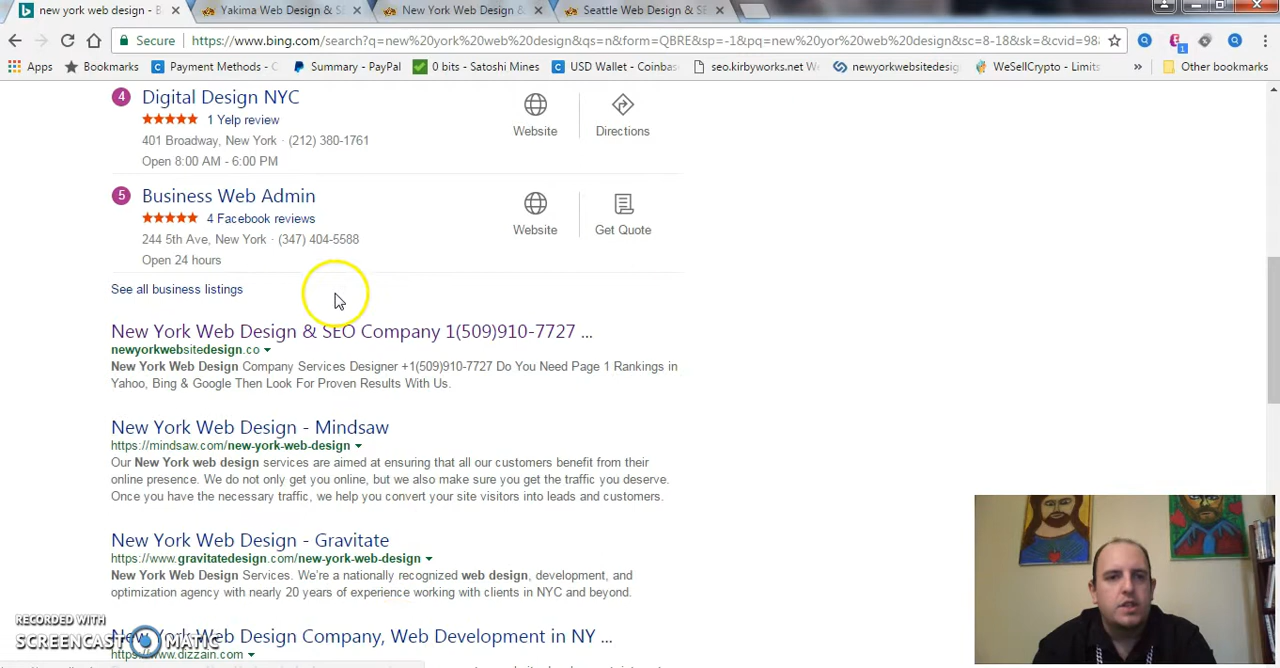 new york web design - B
Yakima Web Design & SE
New York Web Design &
Seattle Web Design & SE
Secure
https://www.bing.com/search?q=new%20york%20web%20design&qs=n&form=QBRE&sp=-1&pq=new%20yor%20web%20design&sc=8-18&sk=&cvid=98
1
Apps
Bookmarks
Payment Methods - C
Summary - PayPal
0 bits - Satoshi Mines
USD Wallet - Coinbas
seo.kirbyworks.net We
newyorkwebsitedesig
WeSellCrypto - Limits
»
Other bookmarks
4
Digital Design NYC
1 Yelp review
401 Broadway, New York · (212) 380-1761
Open 8:00 AM - 6:00 PM
Website
Directions
5
Business Web Admin
4 Facebook reviews
244 5th Ave, New York · (347) 404-5588
Open 24 hours
Website
Get Quote
See all business listings
New York Web Design & SEO Company 1(509)910-7727 ...
newyorkwebsitedesign.co
New York Web Design Company Services Designer +1(509)910-7727 Do You Need Page 1 Rankings in
Yahoo, Bing & Google Then Look For Proven Results With Us.
New York Web Design - Mindsaw
https://mindsaw.com/new-york-web-design
Our New York web design services are aimed at ensuring that all our customers benefit from their
online presence. We do not only get you online, but we also make sure you get the traffic you deserve.
Once you have the necessary traffic, we help you convert your site visitors into leads and customers.
New York Web Design - Gravitate
https://www.gravitatedesign.com/new-york-web-design
New York Web Design Services. We're a nationally recognized web design, development, and
optimization agency with nearly 20 years of experience working with clients in NYC and beyond.
New York Web Design Company, Web Development in NY ...
https://www.dizzain.com
RECORDED WITH
SCREENCAST MATIC